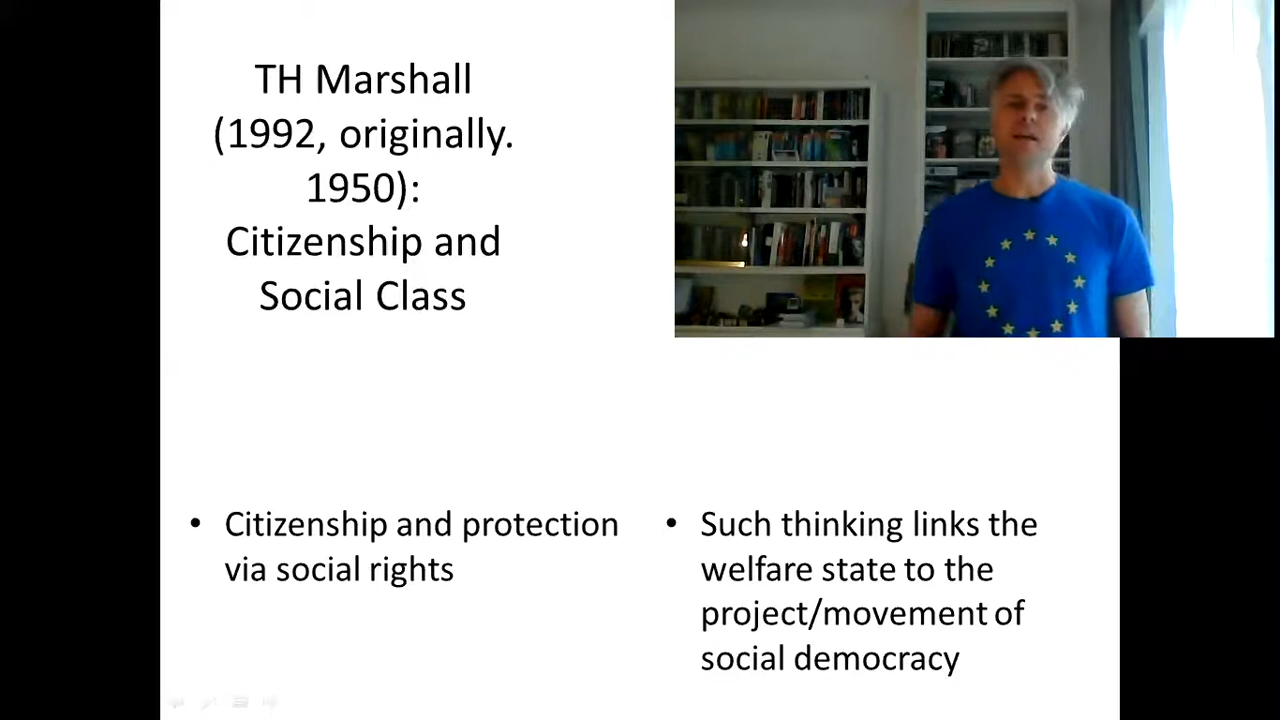 TH Marshall
(1992, originally.
1950):
Citizenship and
Social Class
• Citizenship and protection
via social rights
• Such thinking links the
welfare state to the
project/movement of
social democracy